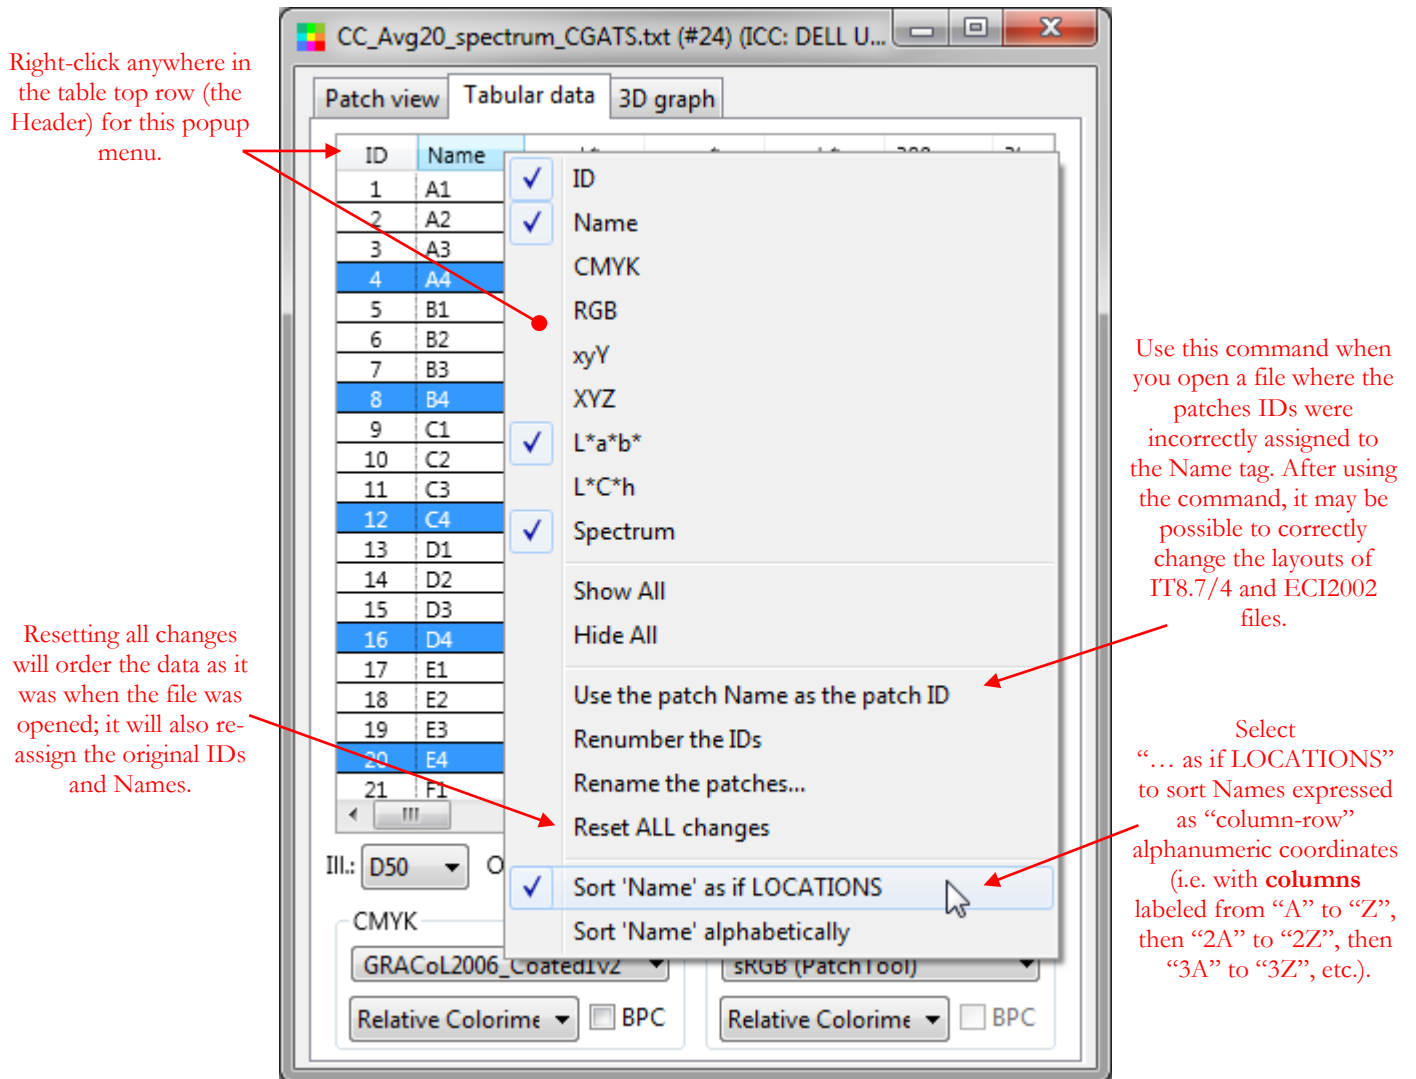 CC_Avg20_spectrum_CGATS.txt (#24) (ICC: DELL U...
Right-click anywhere in
the table top row (the
Header) for this popup
menu.
Patch view
Tabular data
3D graph
ID
Name
1 A1
2 A2
3 A3
4 A4
5 B1
6 B2
7 B3
8 B4
9 C1
10 C2
11 C3
12 C4
13 D1
14 D2
15 D3
16 D4
17 E1
18 E2
19 E3
20 E4
21 F1
ID
Name
CMYK
RGB
xyY
XYZ
L*a*b*
L*C*h
Spectrum
Show All
Hide All
Use the patch Name as the patch ID
Renumber the IDs
Rename the patches...
Reset ALL changes
Sort 'Name' as if LOCATIONS
Sort 'Name' alphabetically
Use this command when
you open a file where the
patches IDs were
incorrectly assigned to
the Name tag. After using
the command, it may be
possible to correctly
change the layouts of
IT8.7/4 and ECI2002
files.
Resetting all changes
will order the data as it
was when the file was
opened; it will also re-
assign the original IDs
and Names.
Select
“… as if LOCATIONS”
to sort Names expressed
as “column-row”
alphanumeric coordinates
(i.e. with columns
labeled from “A” to “Z”,
then “2A” to “2Z”, then
“3A” to “3Z”, etc.).
Ill.: D50
CMYK
GRACoL2006_Coated1v2
sRGB (PatchTool)
Relative Colorime
BPC
Relative Colorime
BPC